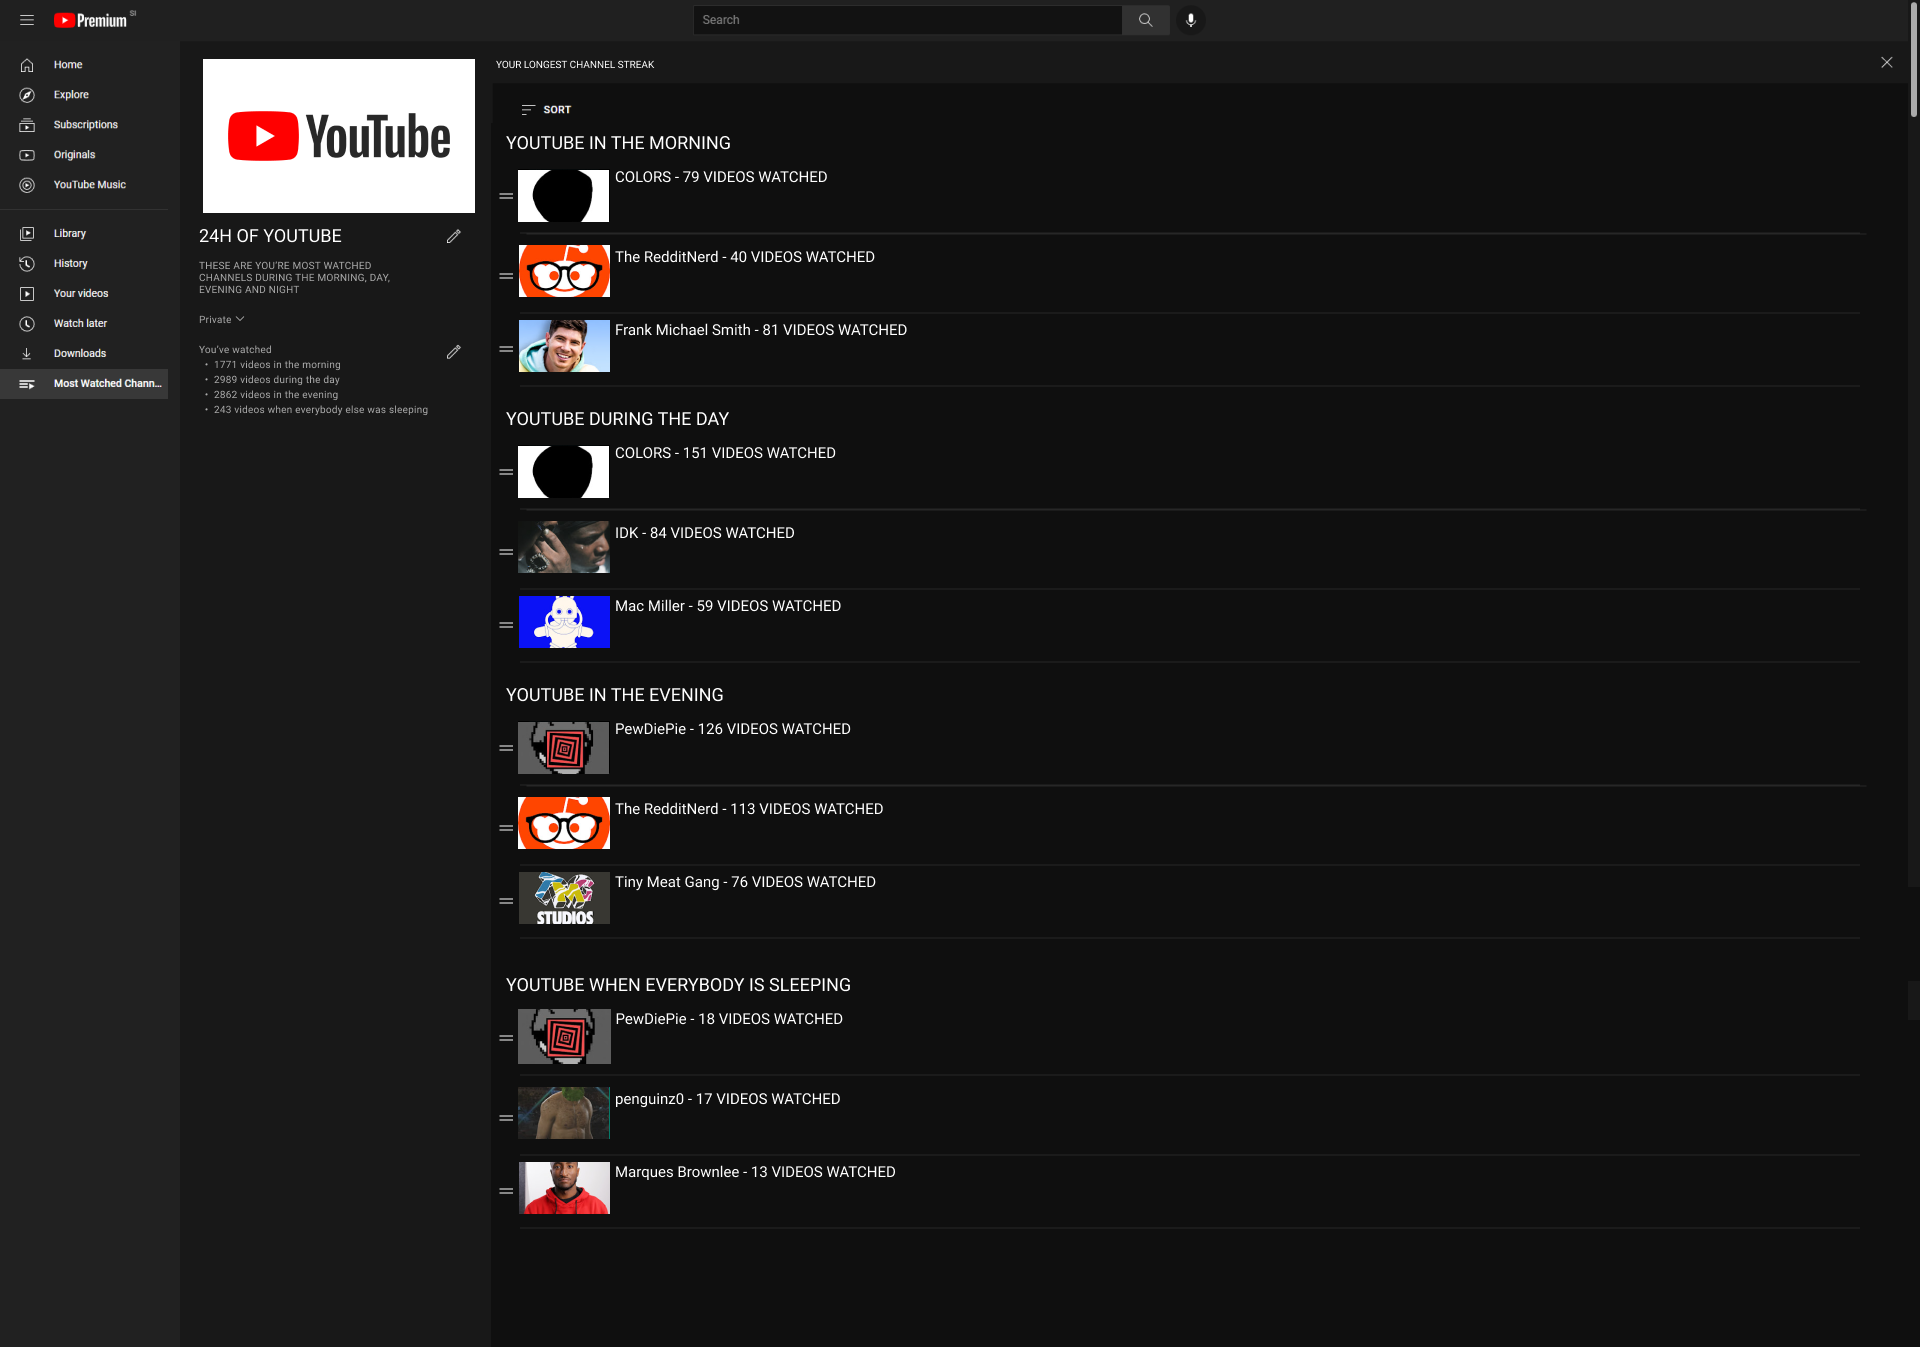 Premium SI
Search
Home
Explore
Subscriptions
Originals
YouTube Music
Library
History
Your videos
Watch later
Downloads
Most Watched Chann...
YouTube
24H OF YOUTUBE
THESE ARE YOU'RE MOST WATCHED
CHANNELS DURING THE MORNING, DAY,
EVENING AND NIGHT
Private
You've watched
• 1771 videos in the morning
• 2989 videos during the day
• 2862 videos in the evening
• 243 videos when everybody else was sleeping
YOUR LONGEST CHANNEL STREAK
SORT
YOUTUBE IN THE MORNING
COLORS - 79 VIDEOS WATCHED
The RedditNerd - 40 VIDEOS WATCHED
Frank Michael Smith - 81 VIDEOS WATCHED
YOUTUBE DURING THE DAY
COLORS - 151 VIDEOS WATCHED
IDK - 84 VIDEOS WATCHED
Mac Miller - 59 VIDEOS WATCHED
YOUTUBE IN THE EVENING
PewDiePie - 126 VIDEOS WATCHED
The RedditNerd - 113 VIDEOS WATCHED
Tiny Meat Gang - 76 VIDEOS WATCHED
TMG
STUDIOS
YOUTUBE WHEN EVERYBODY IS SLEEPING
PewDiePie - 18 VIDEOS WATCHED
penguinz0 - 17 VIDEOS WATCHED
Marques Brownlee - 13 VIDEOS WATCHED